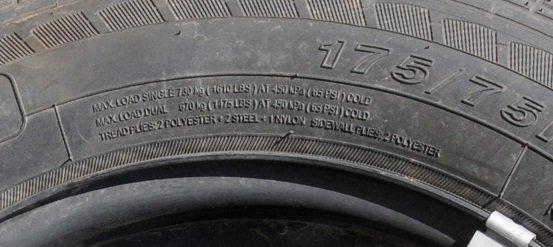 175/75
MAX. LOAD SINGLE 730 kg ( 1610 LBS ) AT 450 kPa ( 65 PSI ) COLD
MAX. LOAD DUAL 670 kg ( 1475 LBS ) AT 450 kPa ( 65 PSI ) COLD
TREAD PLIES: 2 POLYESTER + 2 STEEL + 1 NYLON SIDEWALL PLIES: 2 POLYESTER